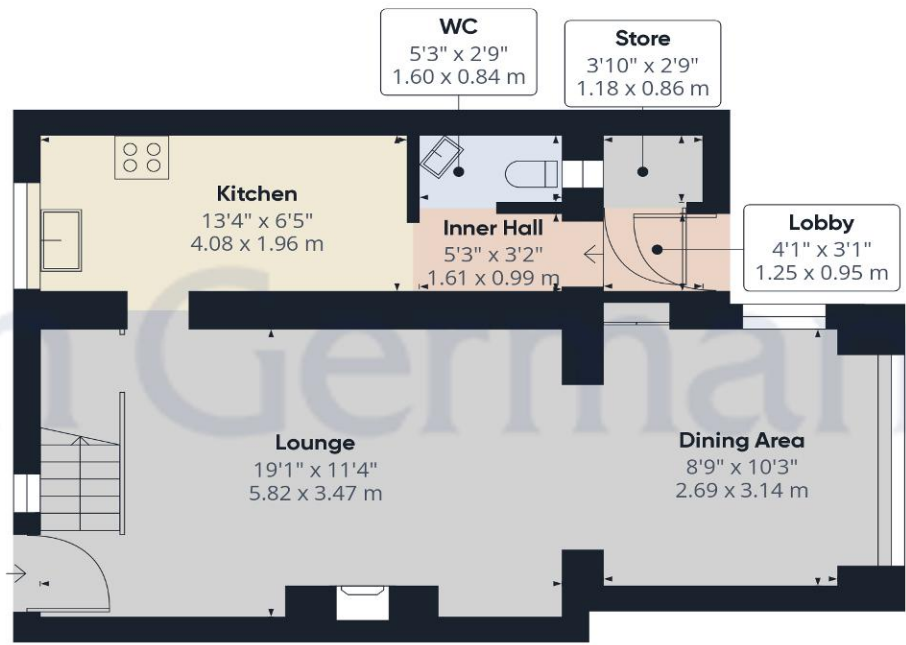 WC
5'3" x 2'9"
1.60 x 0.84 m
Store
3'10" x 2'9"
1.18 x 0.86 m
Kitchen
13'4" x 6'5"
4.08 x 1.96 m
Inner Hall
5'3" x 3'2"
1.61 x 0.99 m
Lobby
4'1" x 3'1"
1.25 x 0.95 m
n German
Lounge
19'1" x 11'4"
5.82 x 3.47 m
Dining Area
8'9" x 10'3"
2.69 x 3.14 m